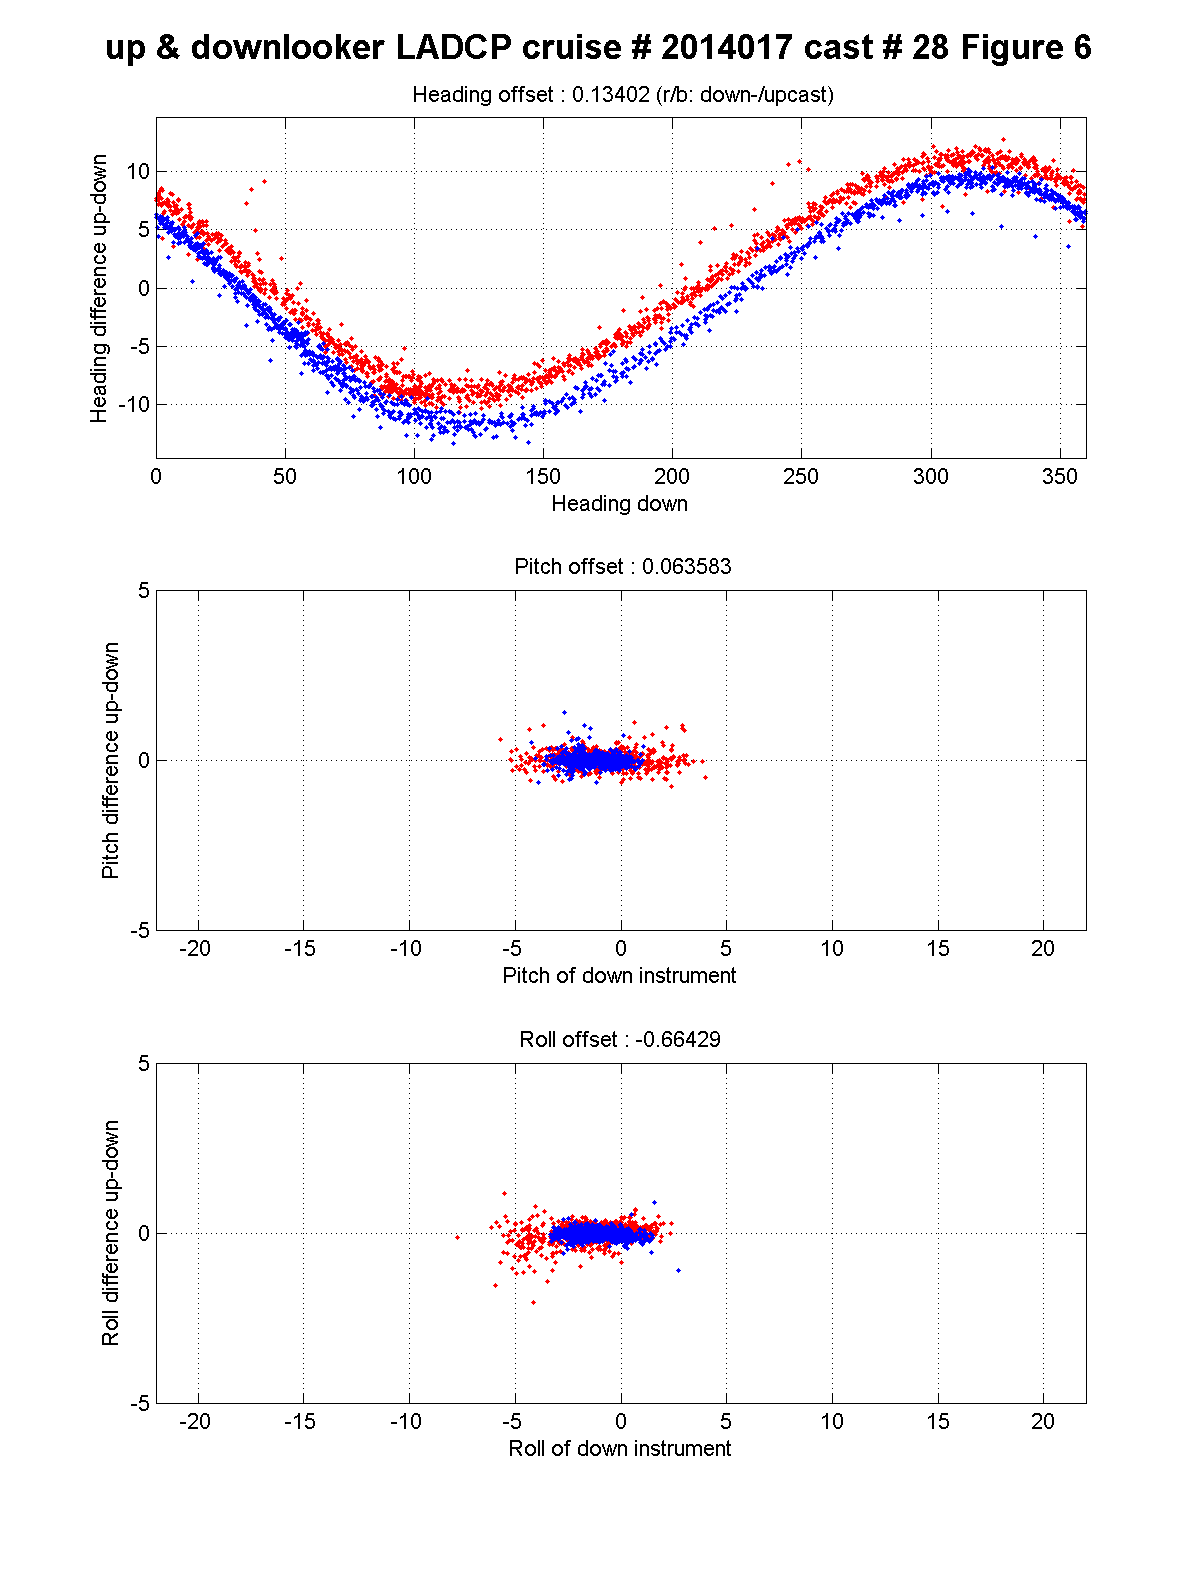 up & downlooker LADCP cruise # 2014017 cast # 28 Figure 6
Heading offset : 0.13402 (r/b: down-/upcast)
Heading difference up-down
10
5
0
-5
-10
0 50 100 150 200 250 300 350
Heading down
Pitch offset : 0.063583
Pitch difference up-down
5
0
-5
-20 -15 -10 -5 0 5 10 15 20
Pitch of down instrument
Roll offset : -0.66429
Roll difference up-down
5
0
-5
-20 -15 -10 -5 0 5 10 15 20
Roll of down instrument